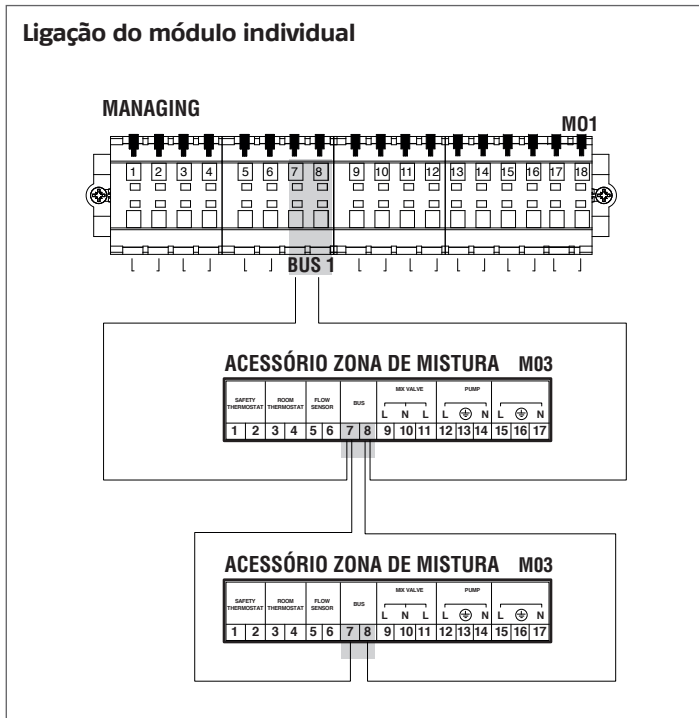 Ligação do módulo individual
MANAGING
M01
1 2 3 4 5 6 7 8 9 10 11 12 13 14 15 16 17 18
BUS 1
ACESSÓRIO ZONA DE MISTURA M03
SAFETY THERMOSTAT ROOM THERMOSTAT FLOW SENSOR BUS MIX VALVE PUMP
L N L L N L N
1 2 3 4 5 6 7 8 9 10 11 12 13 14 15 16 17
ACESSÓRIO ZONA DE MISTURA M03
SAFETY THERMOSTAT ROOM THERMOSTAT FLOW SENSOR BUS MIX VALVE PUMP
L N L L N L N
1 2 3 4 5 6 7 8 9 10 11 12 13 14 15 16 17